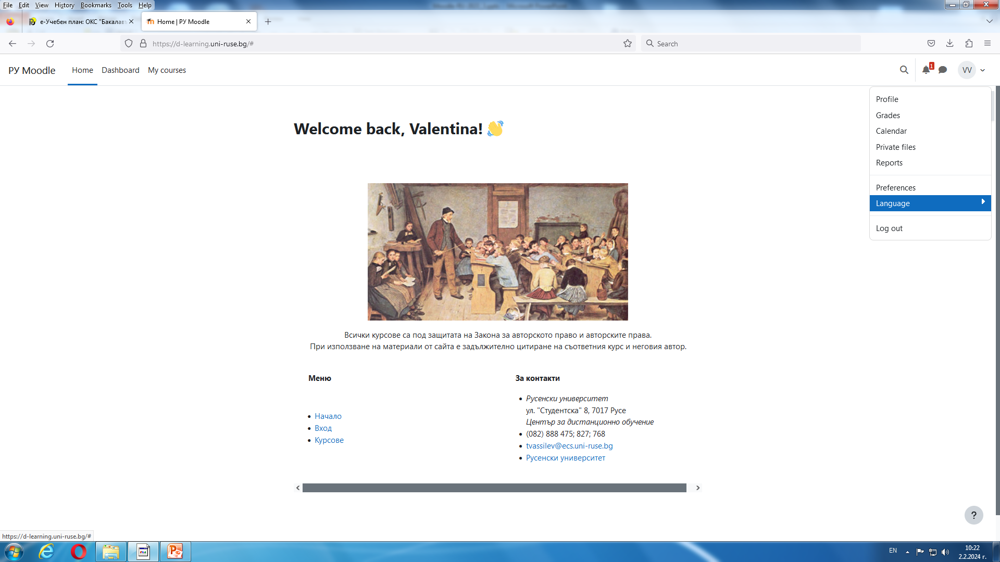 File Edit View History Bookmarks Tools Help
е-Учебен план: ОКС "Бакалавъ
Home | РУ Moodle
https://d-learning.uni-ruse.bg/#
Search
РУ Moodle Home Dashboard My courses
1
VV
Profile
Grades
Calendar
Private files
Reports
Preferences
Language
Log out
Welcome back, Valentina! 👋
Всички курсове са под защитата на Закона за авторското право и авторските права.
При използване на материали от сайта е задължително цитиране на съответния курс и неговия автор.
Меню
Начало
Вход
Курсове
За контакти
Русенски университет
ул. "Студентска" 8, 7017 Русе
Център за дистанционно обучение
(082) 888 475; 827; 768
tvassilev@ecs.uni-ruse.bg
Русенски университет
?
https://d-learning.uni-ruse.bg/#
EN
10:22
2.2.2024 г.